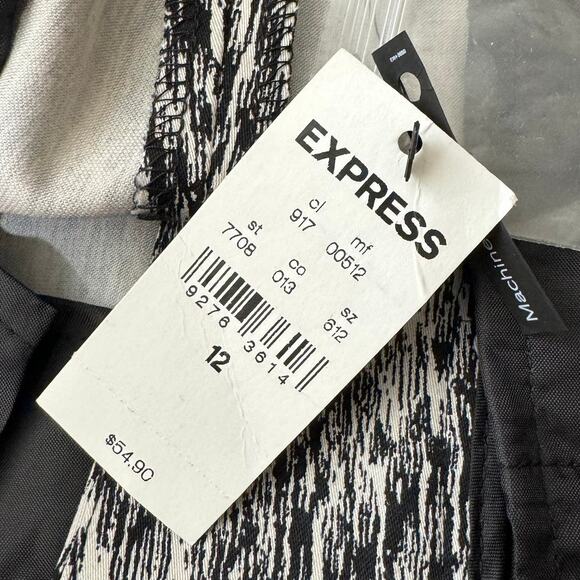 EXPRESS
cl mf
917 00512
st co sz
7708 013 612
9276 3614
12
$54.90
Machine